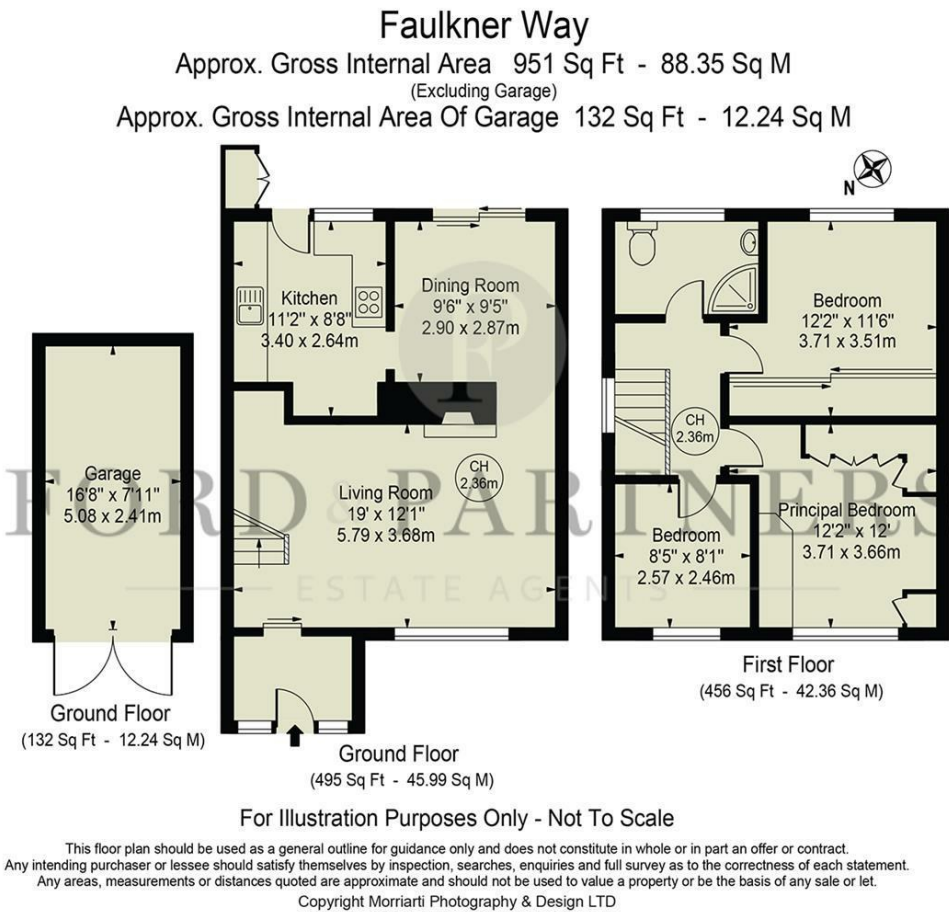 Faulkner Way
Approx. Gross Internal Area 951 Sq Ft - 88.35 Sq M
(Excluding Garage)
Approx. Gross Internal Area Of Garage 132 Sq Ft - 12.24 Sq M
N
Kitchen
11'2" x 8'8"
3.40 x 2.64m
Dining Room
9'6" x 9'5"
2.90 x 2.87m
Bedroom
12'2" x 11'6"
3.71 x 3.51m
CH
2.36m
Garage
16'8" x 7'11"
5.08 x 2.41m
Living Room
19' x 12'1"
5.79 x 3.68m
CH
2.36m
Bedroom
8'5" x 8'1"
2.57 x 2.46m
Principal Bedroom
12'2" x 12'
3.71 x 3.66m
FP
FORD & PARTNERS
ESTATE AGENTS
Ground Floor
(132 Sq Ft - 12.24 Sq M)
Ground Floor
(495 Sq Ft - 45.99 Sq M)
First Floor
(456 Sq Ft - 42.36 Sq M)
For Illustration Purposes Only - Not To Scale
This floor plan should be used as a general outline for guidance only and does not constitute in whole or in part an offer or contract.
Any intending purchaser or lessee should satisfy themselves by inspection, searches, enquiries and full survey as to the correctness of each statement.
Any areas, measurements or distances quoted are approximate and should not be used to value a property or be the basis of any sale or let.
Copyright Morriarti Photography & Design LTD